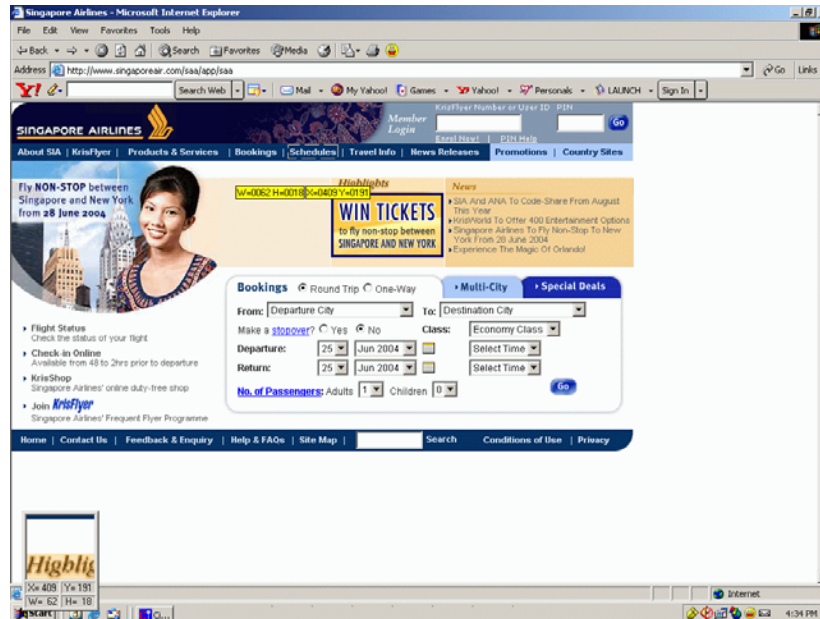 Singapore Airlines - Microsoft Internet Explorer
File Edit View Favorites Tools Help
Back Search Favorites Media
Address http://www.singaporeair.com/saa/app/saa Go Links
Y! Search Web Mail My Yahoo! Games Yahoo! Personals LAUNCH Sign In
SINGAPORE AIRLINES
Member Login
KrisFlyer Number or User ID PIN
Go
Enrol Now! | PIN Help
About SIA | KrisFlyer | Products & Services | Bookings | Schedules | Travel Info | News Releases Promotions | Country Sites
Fly NON-STOP between
Singapore and New York
from 28 June 2004
W=0062 H=0018 X=0409 Y=0191
Highlights
WIN TICKETS
to fly non-stop between
SINGAPORE AND NEW YORK
News
SIA And ANA To Code-Share From August
This Year
KrisWorld To Offer 400 Entertainment Options
Singapore Airlines To Fly Non-Stop To New
York From 28 June 2004
Experience The Magic Of Orlando!
Bookings Round Trip One-Way Multi-City Special Deals
From: Departure City To: Destination City
Make a stopover? Yes No Class: Economy Class
Departure: 25 Jun 2004 Select Time
Return: 25 Jun 2004 Select Time
No. of Passengers: Adults 1 Children 0 Go
Flight Status
Check the status of your flight
Check-in Online
Available from 48 to 2hrs prior to departure
KrisShop
Singapore Airlines' online duty-free shop
Join KrisFlyer
Singapore Airlines' Frequent Flyer Programme
Home | Contact Us | Feedback & Enquiry | Help & FAQs | Site Map | Search Conditions of Use | Privacy
Highlig
X= 409 Y= 191
W= 62 H= 18
Internet
Start 4:34 PM